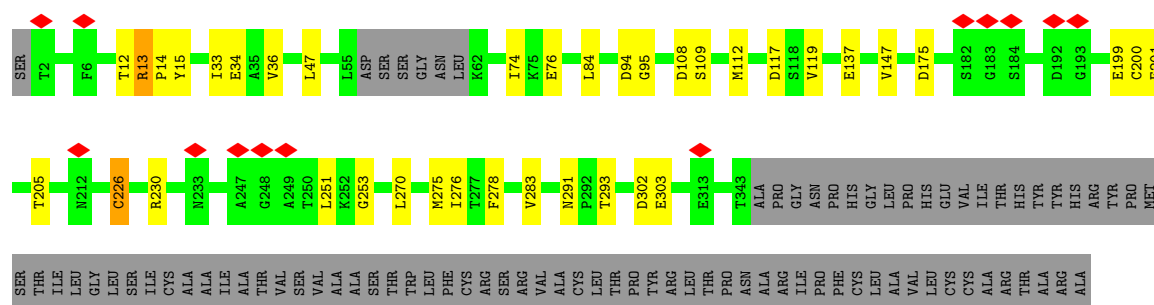 SER T2 F6 T12 R13 P14 Y15 I33 E34 A35 V36 L47 L55 ASP SER SER GLY ASN LEU K62 I74 K75 E76 L84 D94 G95 D108 S109 M112 D117 S118 V119 E137 V147 D175 S182 G183 S184 D192 G193 E199 C200
T205 N212 C226 R230 N233 A247 G248 A249 T250 L251 K252 G253 L270 M275 I276 T277 F278 V283 N291 P292 T293 D302 E303 E313 T343 ALA PRO GLY ASN PRO HIS GLY LEU PRO HIS GLU VAL ILE THR HIS TYR TYR HIS ARG TYR PRO MET
SER THR ILE LEU GLY LEU SER ILE CYS ALA ALA ILE ALA THR VAL SER VAL ALA ALA SER THR TRP LEU PHE CYS ARG SER ARG VAL ALA CYS LEU THR PRO TYR ARG LEU THR PRO ASN ALA ARG ILE PRO PHE CYS LEU ALA VAL LEU CYS CYS ALA ARG THR ALA ARG ALA